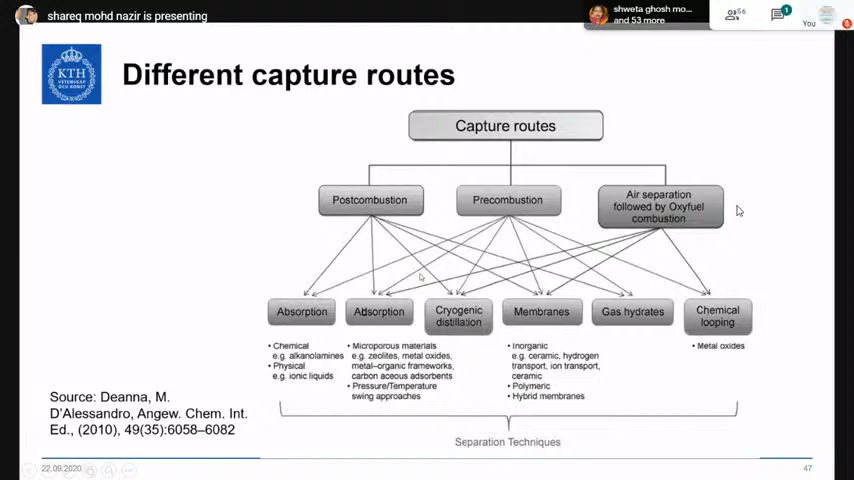 shareq mohd nazir is presenting
shweta ghosh mo...
and 53 more
56
1
You
KTH
VETENSKAP
OCH KONST
Different capture routes
Capture routes
Postcombustion
Precombustion
Air separation
followed by Oxyfuel
combustion
Absorption
Adsorption
Cryogenic
distillation
Membranes
Gas hydrates
Chemical
looping
• Chemical
e.g. alkanolamines
• Physical
e.g. ionic liquids
• Microporous materials
e.g. zeolites, metal oxides,
metal–organic frameworks,
carbon aceous adsorbents
• Pressure/Temperature
swing approaches
• Inorganic
e.g. ceramic, hydrogen
transport, ion transport,
ceramic
• Polymeric
• Hybrid membranes
• Metal oxides
Separation Techniques
Source: Deanna, M.
D'Alessandro, Angew. Chem. Int.
Ed., (2010), 49(35):6058–6082
22.09.2020
47